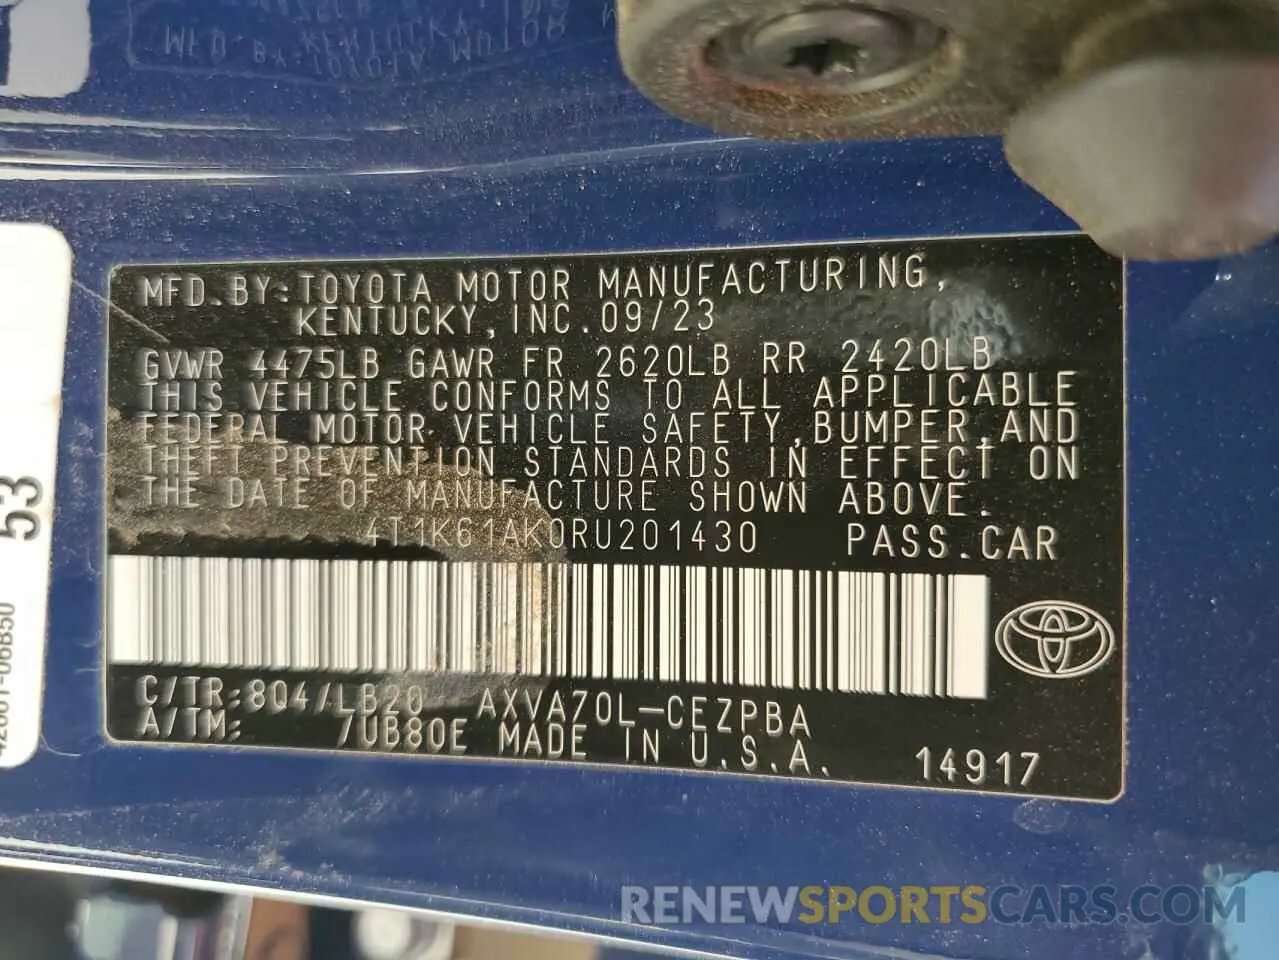 MFD.BY:TOYOTA MOTOR MANUFACTURING,
KENTUCKY,INC.09/23
GVWR 4475LB GAWR FR 2620LB RR 2420LB
THIS VEHICLE CONFORMS TO ALL APPLICABLE
FEDERAL MOTOR VEHICLE SAFETY,BUMPER,AND
THEFT PREVENTION STANDARDS IN EFFECT ON
THE DATE OF MANUFACTURE SHOWN ABOVE.
4T1K61AK0RU201430 PASS.CAR
C/TR:8Q4/LB20 AXVA70L-CEZPBA
A/TM: /UB80E MADE IN U.S.A. 14917
53
RENEWSPORTSCARS.COM